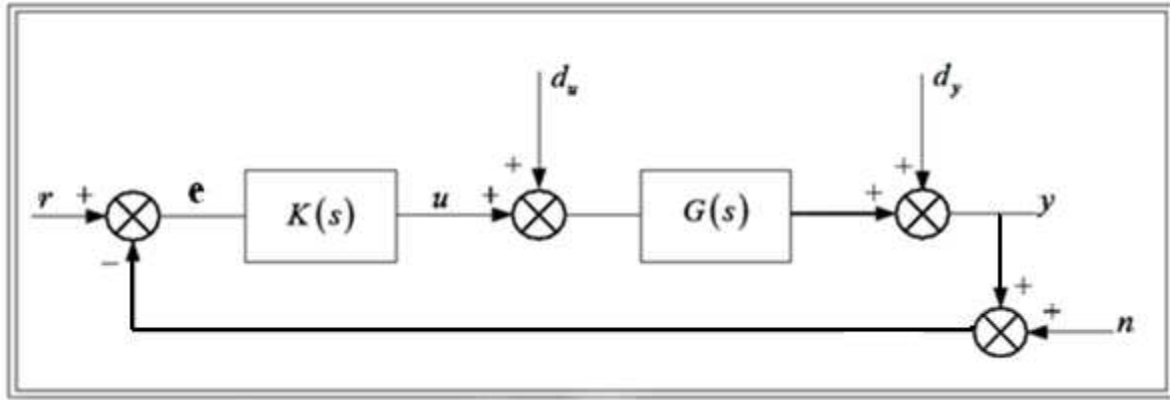 d_u
d_y
r + e K(s) u + + G(s) + + y
−
+
+ n